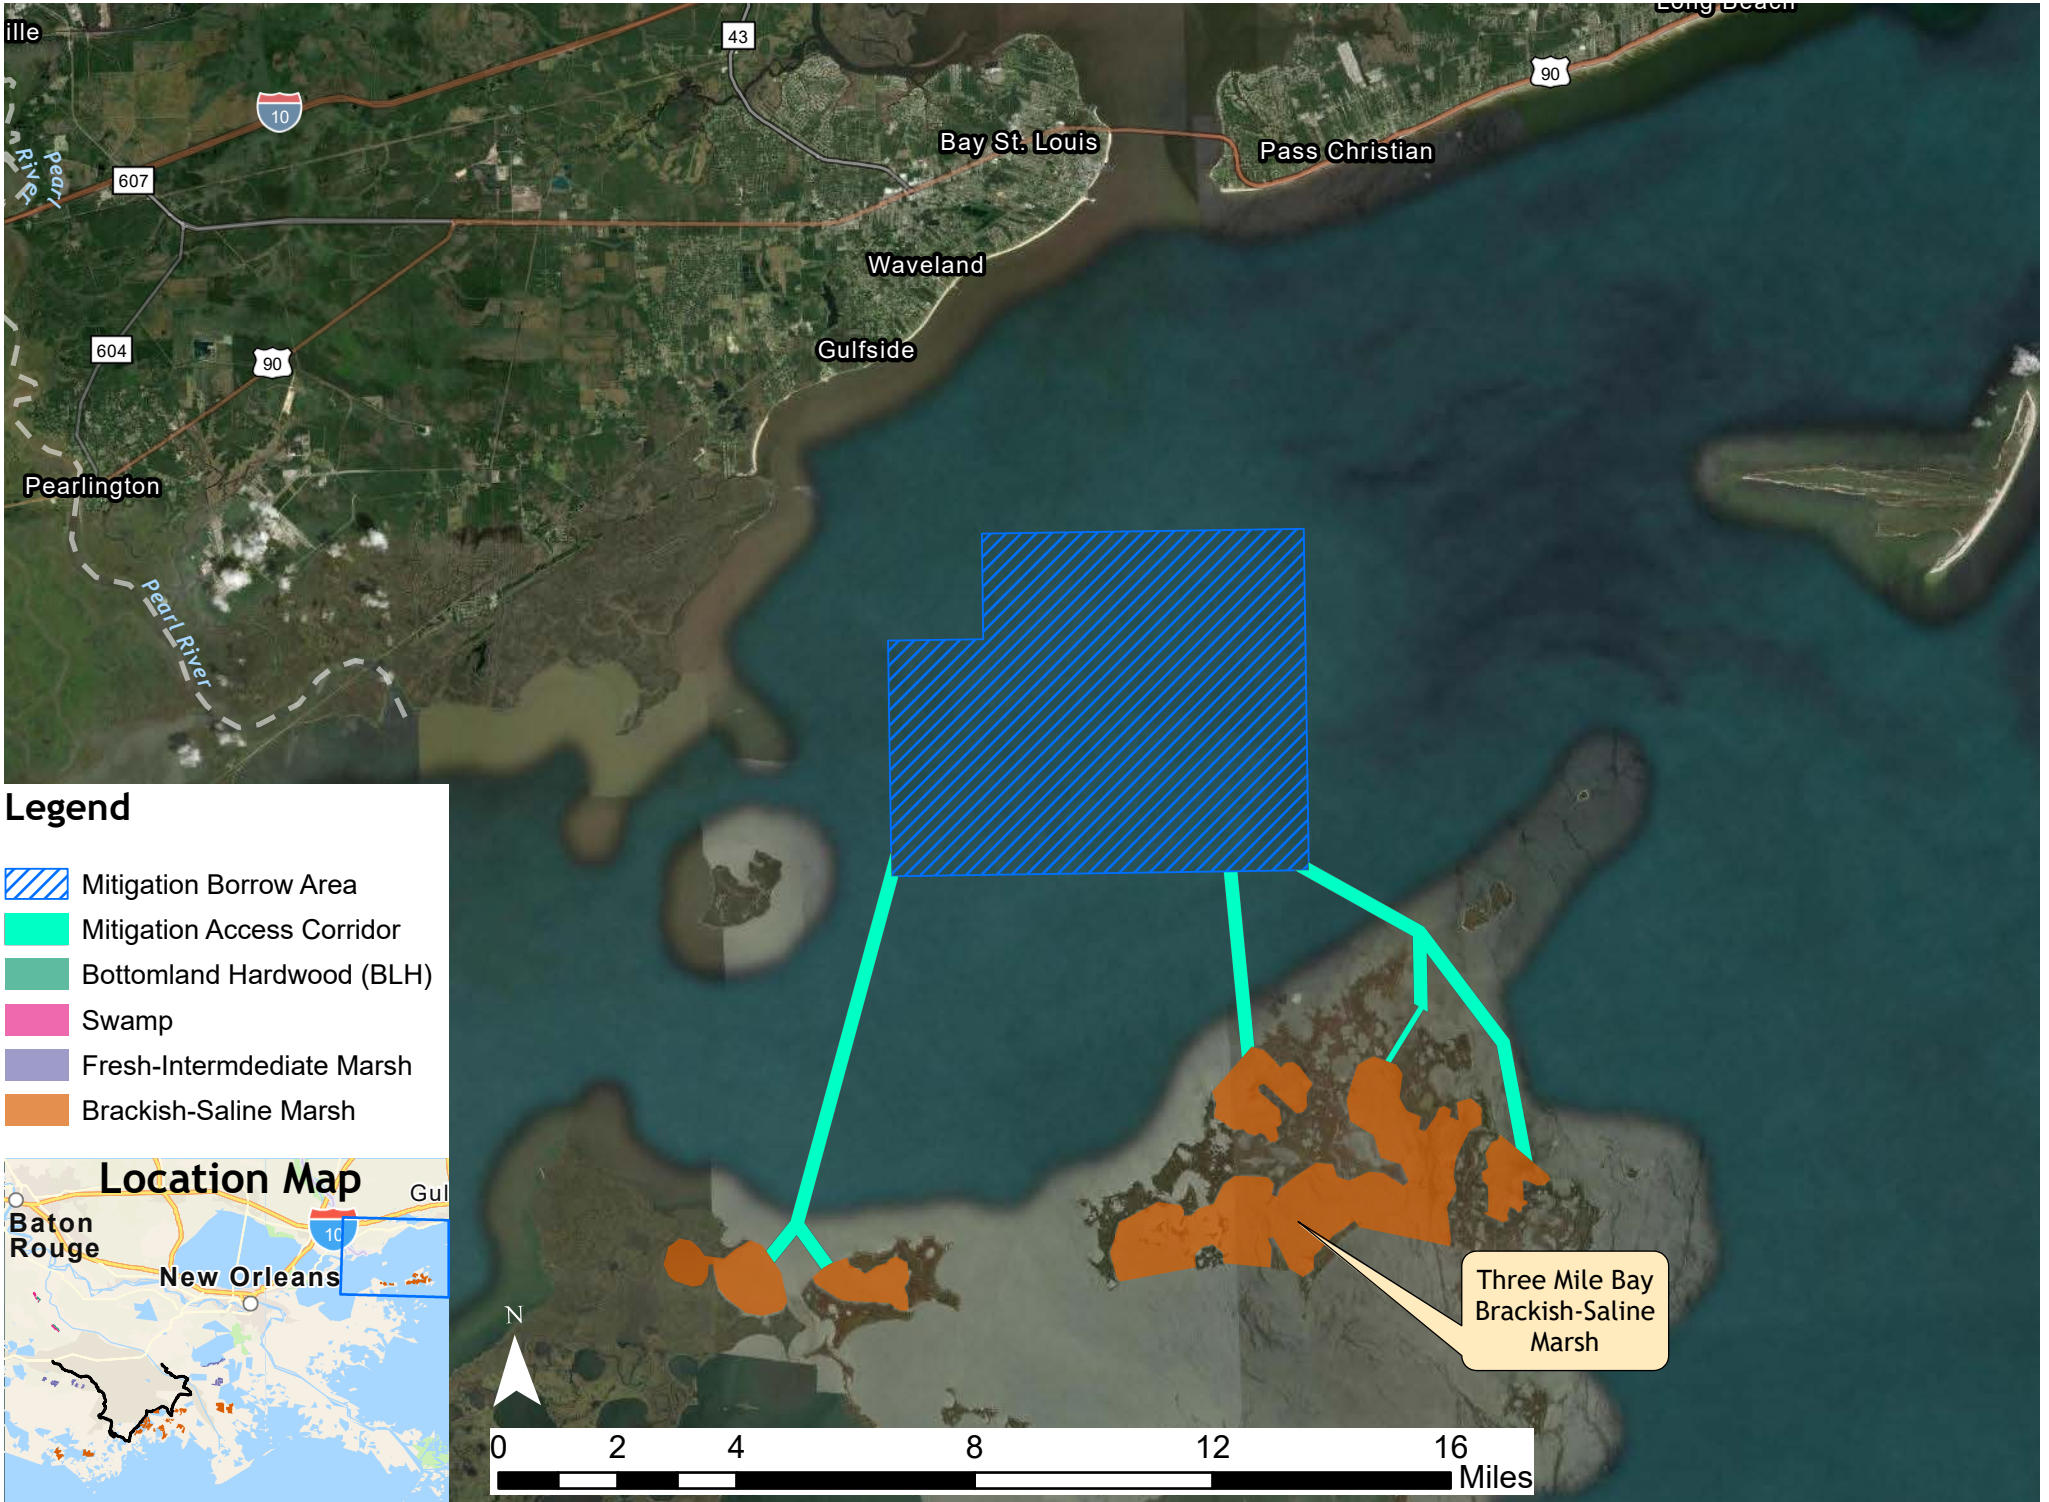 ille
43
Long Beach
90
10
Bay St. Louis
Pass Christian
Pearl
River
607
Waveland
604
90
Gulfside
Pearlington
Pearl River
Legend
Mitigation Borrow Area
Mitigation Access Corridor
Bottomland Hardwood (BLH)
Swamp
Fresh-Intermdediate Marsh
Brackish-Saline Marsh
Location Map
Gul
Baton
Rouge
10
New Orleans
Three Mile Bay
Brackish-Saline
Marsh
N
0 2 4 8 12 16
Miles